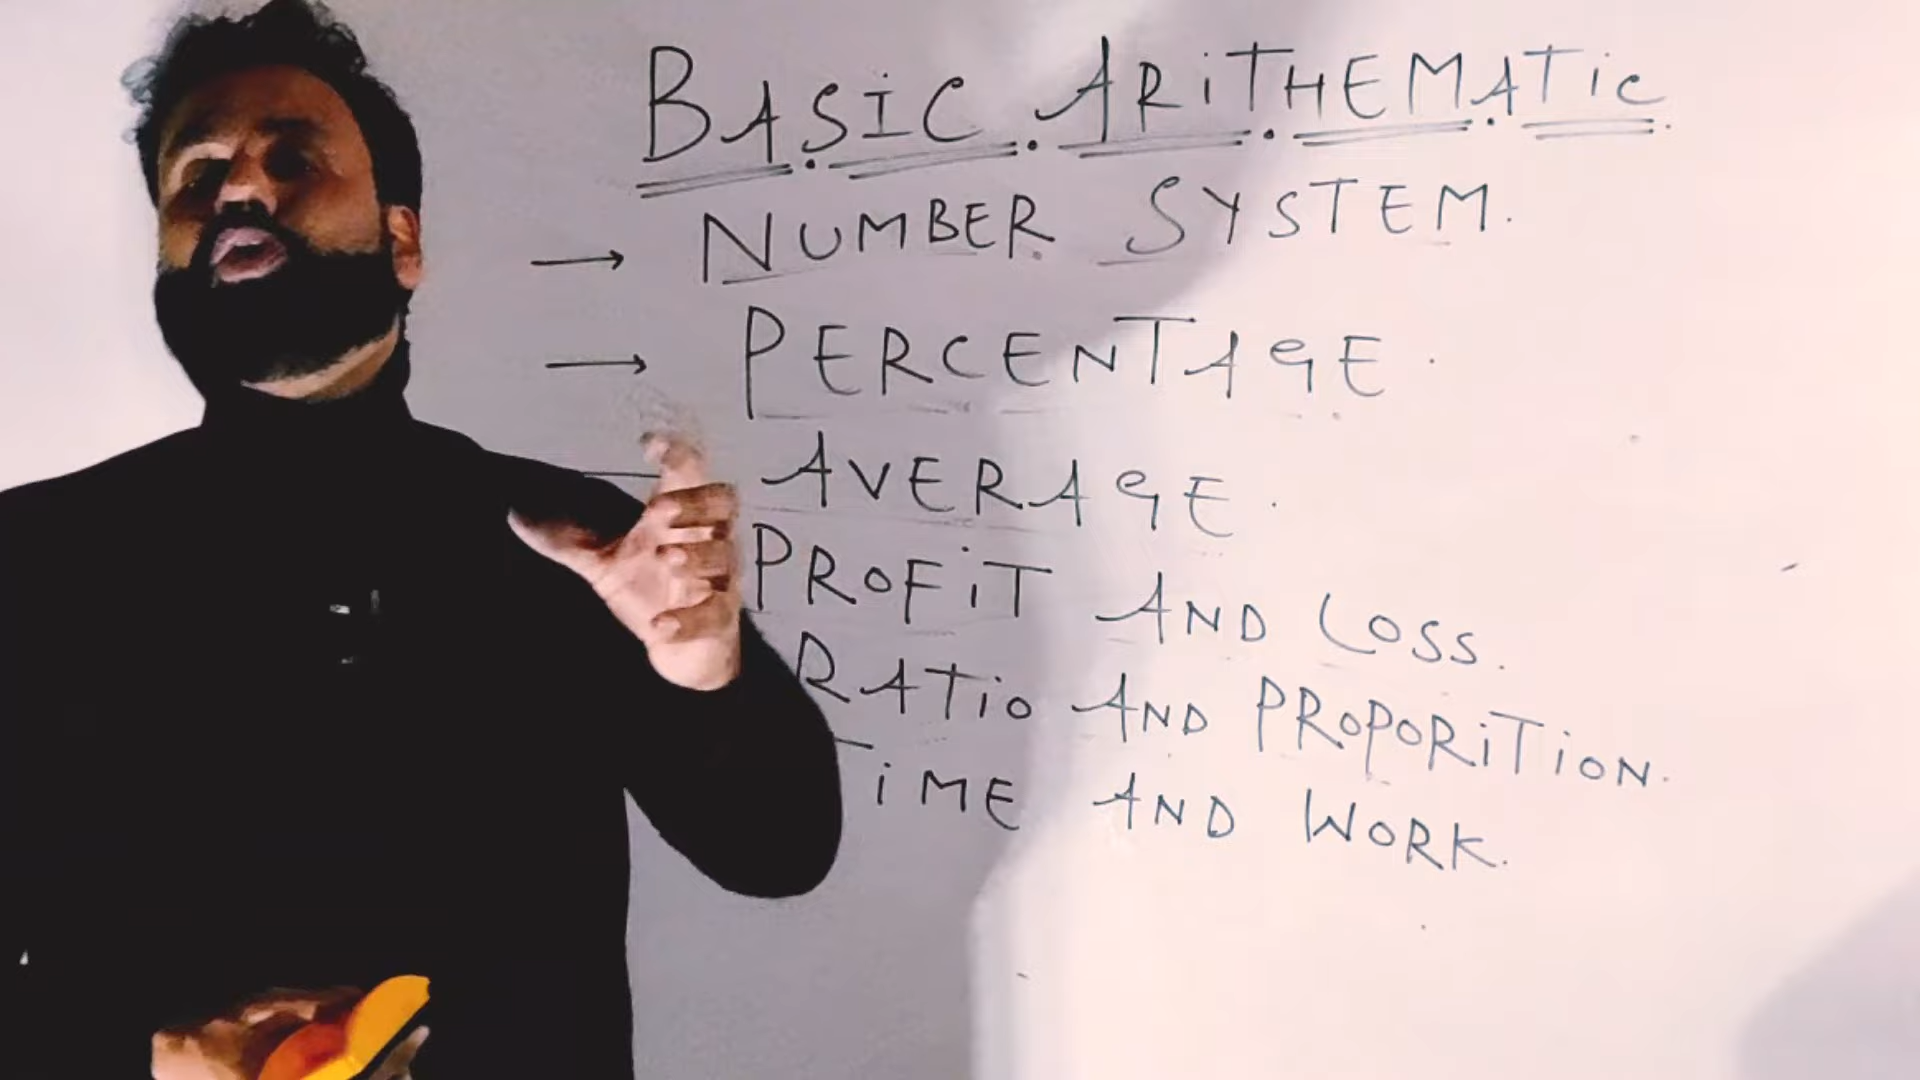 BASIC ARITHEMATIC
→ NUMBER SYSTEM.
→ PERCENTAGE.
AVERAGE.
PROFIT AND LOSS.
RATIO AND PROPORITION.
TIME AND WORK.